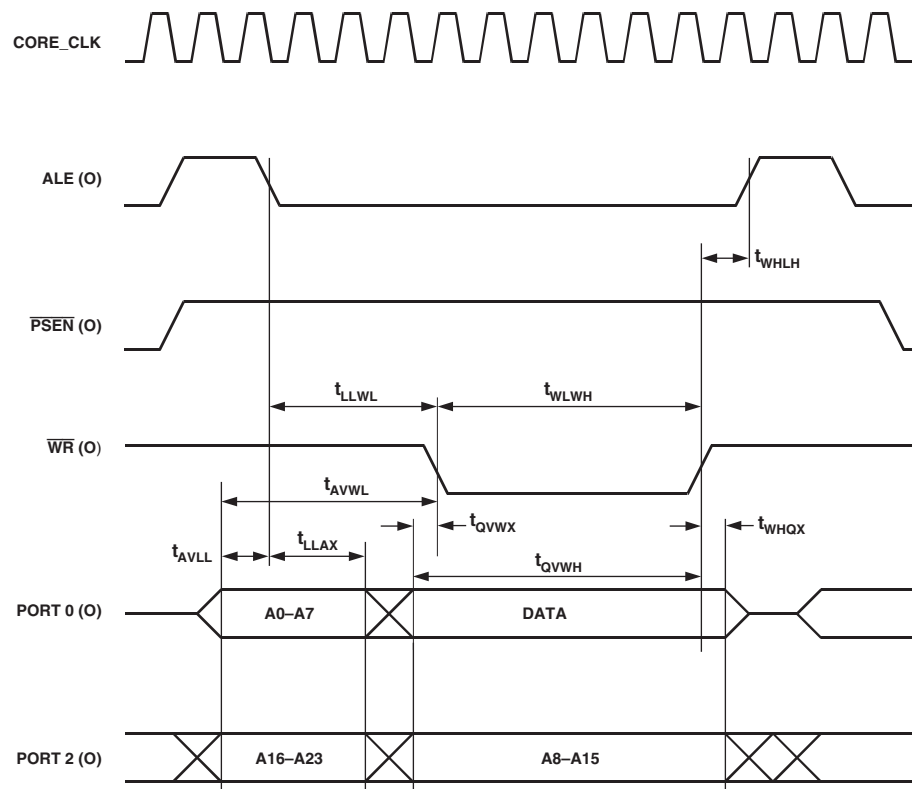 CORE_CLK
ALE (O)
tWHLH
PSEN (O)
tLLWL
tWLWH
WR (O)
tAVWL
tQVWX
tWHQX
tAVLL
tLLAX
tQVWH
PORT 0 (O)
A0–A7
DATA
PORT 2 (O)
A16–A23
A8–A15